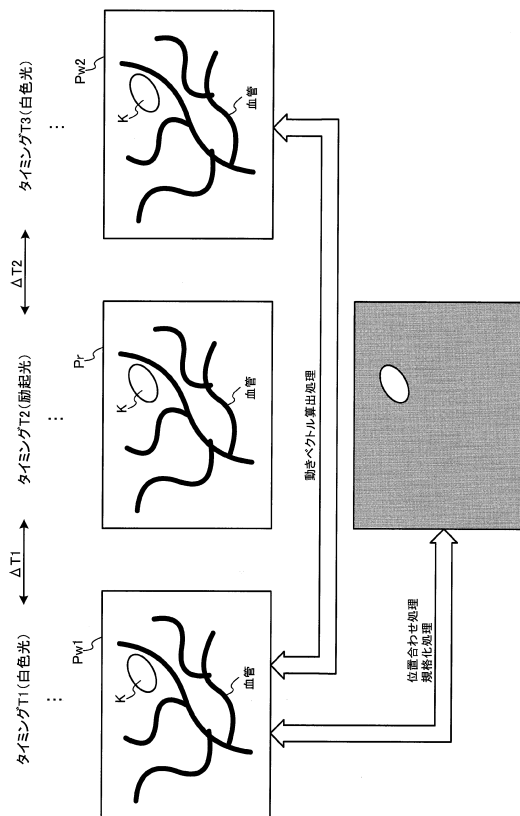 タイミングT1(白色光)
ΔT1
タイミングT2(励起光)
ΔT2
タイミングT3(白色光)
Pw1
K
血管
Pr
K
血管
Pw2
K
血管
動きベクトル算出処理
位置合わせ処理
規格化処理